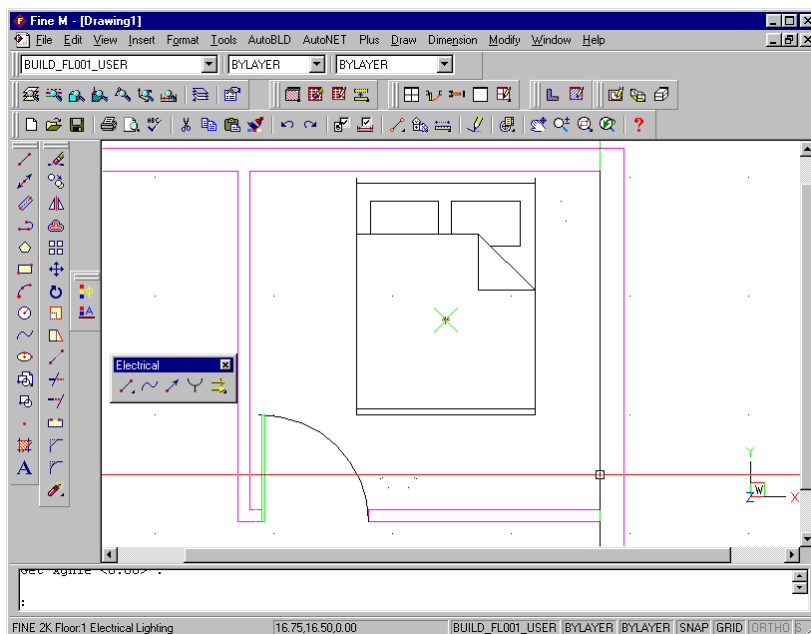 Fine M - [Drawing1]
File Edit View Insert Format Tools AutoBLD AutoNET Plus Draw Dimension Modify Window Help
BUILD_FL001_USER BYLAYER BYLAYER
ABC ?
A
A
Electrical
Y
W
Z X
:
FINE 2K Floor:1 Electrical Lighting 16.75,16.50,0.00 BUILD_FL001_USER BYLAYER BYLAYER SNAP GRID ORTHO S